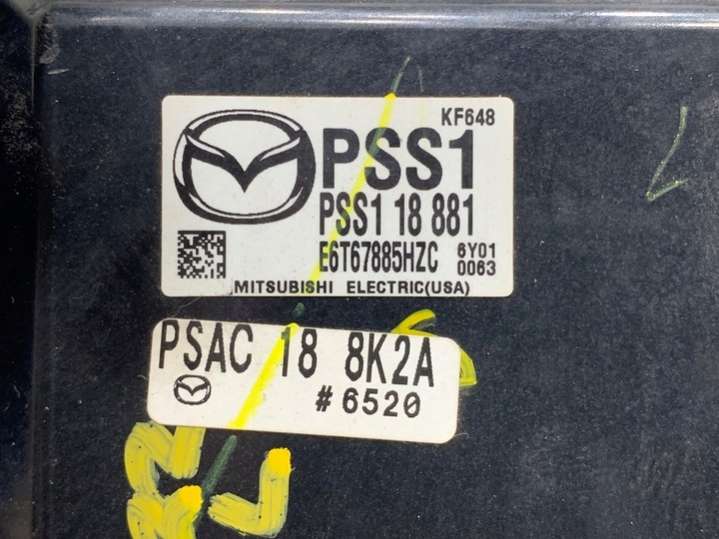 KF648
PSS1
PSS1 18 881
E6T67885HZC
6Y01
0063
MITSUBISHI ELECTRIC(USA)
PSAC 18 8K2A
#6520